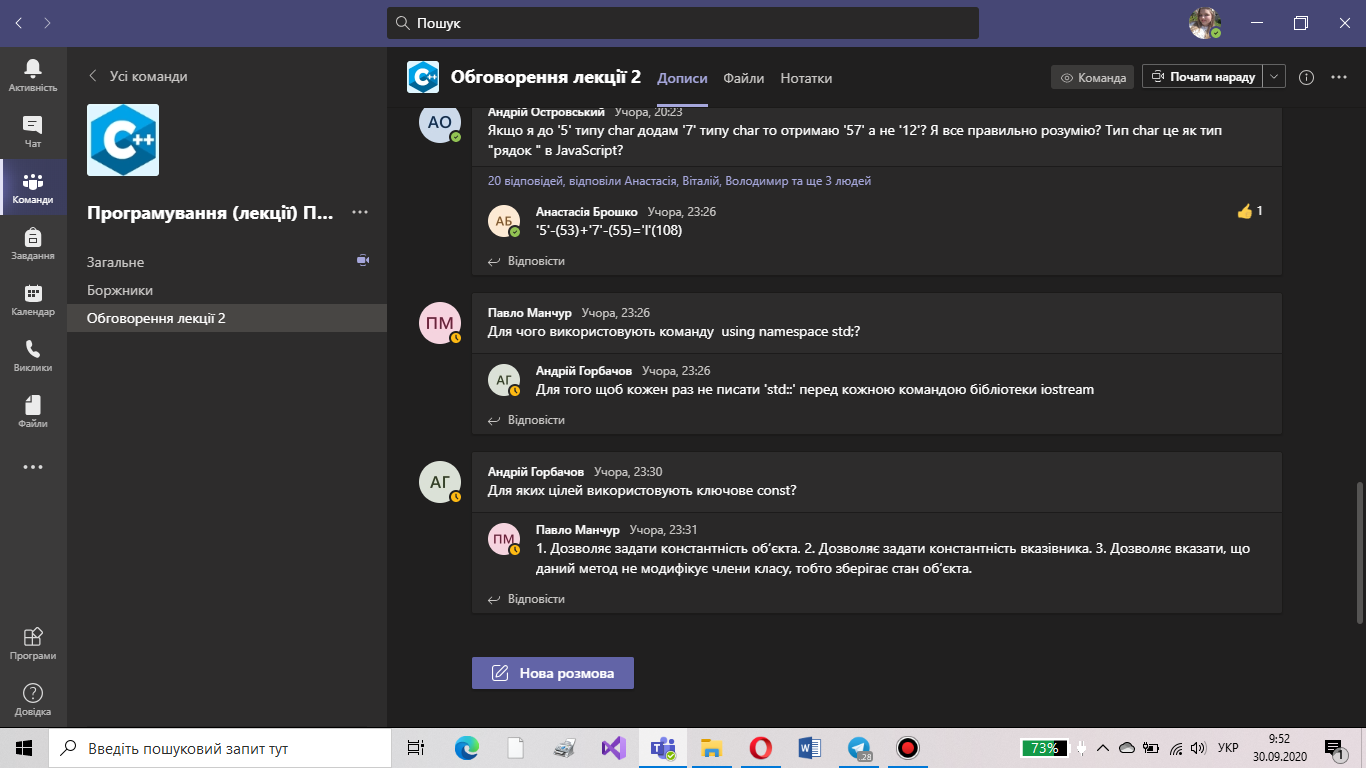 Пошук
Активність
Чат
Команди
Завдання
Календар
Виклики
Файли
Програми
Довідка
Усі команди
C++
Програмування (лекції) П...
Загальне
Боржники
Обговорення лекції 2
C++
Обговорення лекції 2 Дописи Файли Нотатки
Команда
Почати нараду
АО
Андрій Островський Учора, 20:23
Якщо я до '5' типу char додам '7' типу char то отримаю '57' а не '12'? Я все правильно розумію? Тип char це як тип
"рядок " в JavaScript?
20 відповідей, відповіли Анастасія, Віталій, Володимир та ще 3 людей
АБ
Анастасія Брошко Учора, 23:26
1
'5'-(53)+'7'-(55)='l'(108)
Відповісти
ПМ
Павло Манчур Учора, 23:26
Для чого використовують команду using namespace std;?
АГ
Андрій Горбачов Учора, 23:26
Для того щоб кожен раз не писати 'std::' перед кожною командою бібліотеки iostream
Відповісти
АГ
Андрій Горбачов Учора, 23:30
Для яких цілей використовують ключове const?
ПМ
Павло Манчур Учора, 23:31
1. Дозволяє задати константність об'єкта. 2. Дозволяє задати константність вказівника. 3. Дозволяє вказати, що
даний метод не модифікує члени класу, тобто зберігає стан об'єкта.
Відповісти
Нова розмова
Введіть пошуковий запит тут
28
73%
УКР
9:52
30.09.2020
1